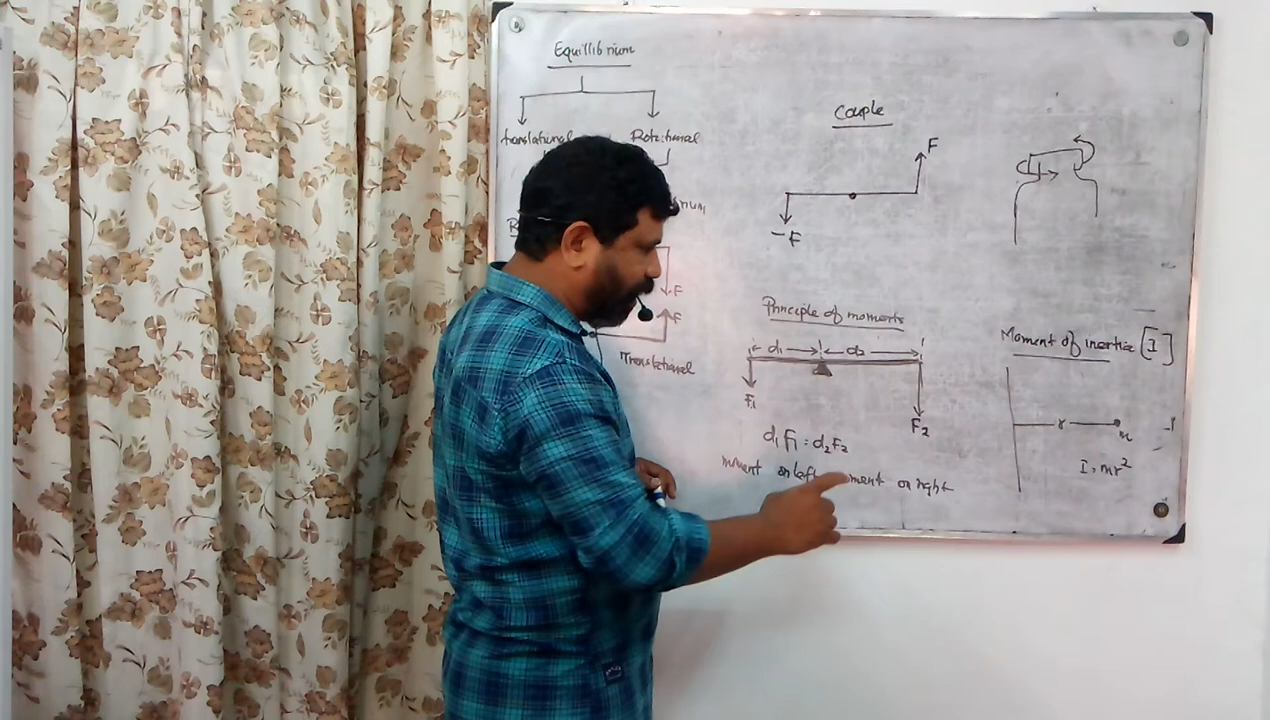 Equillibrium
translational
Rotational
F
F
Translational
Couple
F
-F
Principle of moments
d1
d2
F1
F2
d1F1 = d2F2
moment on left moment on right
Moment of inertia [I]
r
m
I = mr²